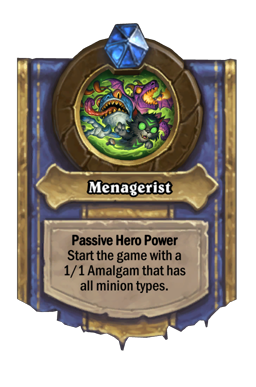 Menagerist
Passive Hero Power
Start the game with a
1/1 Amalgam that has
all minion types.